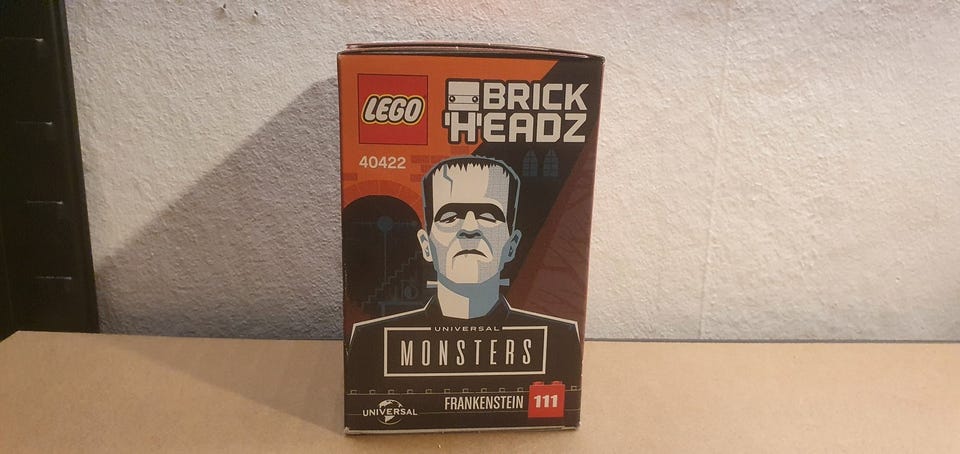 LEGO
BRICK
HEADZ
40422
UNIVERSAL
MONSTERS
UNIVERSAL
FRANKENSTEIN 111